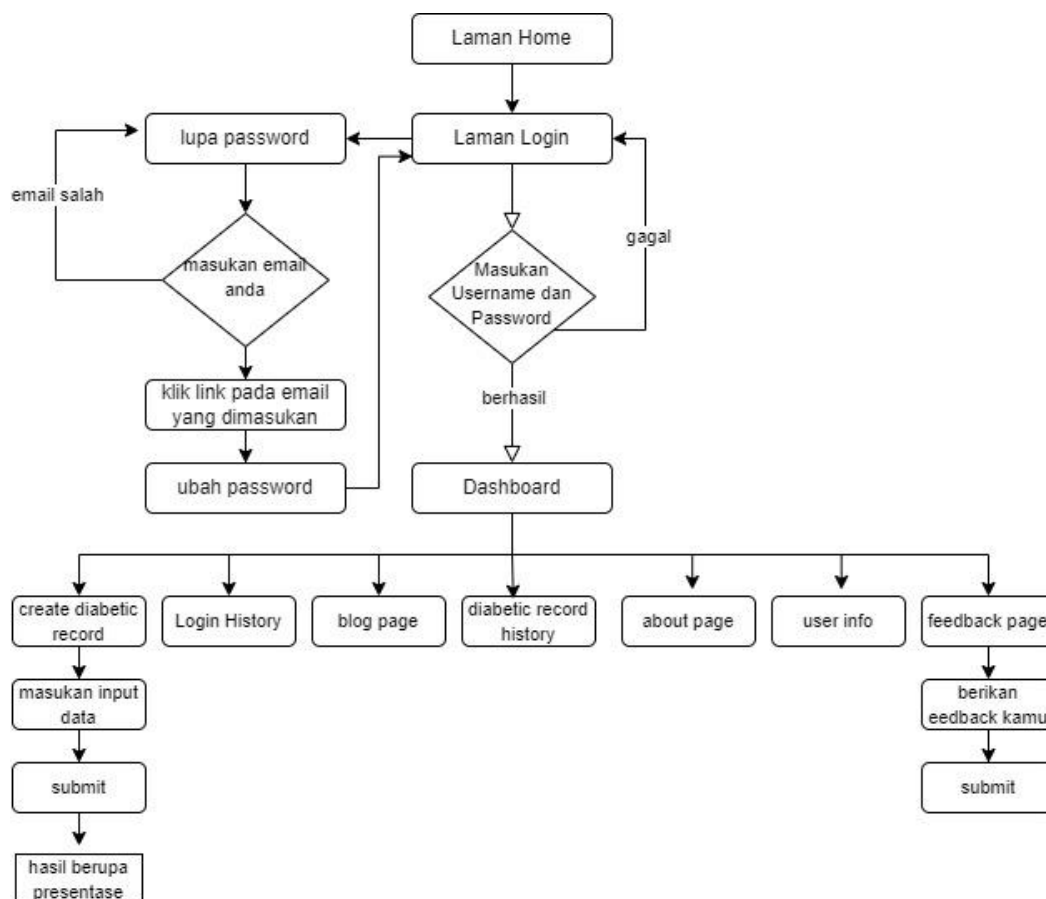 Laman Home
lupa password
Laman Login
email salah
gagal
masukan email
anda
Masukan
Username dan
Password
klik link pada email
yang dimasukan
berhasil
ubah password
Dashboard
create diabetic
record
Login History
blog page
diabetic record
history
about page
user info
feedback page
masukan input
data
berikan
eedback kamu
submit
submit
hasil berupa
presentase